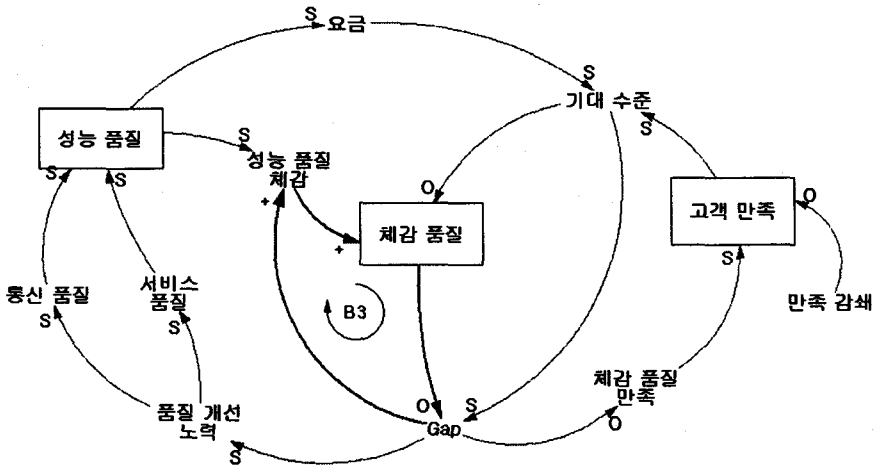 S
요금
S
기대 수준
S
성능 품질
S
S
S
성능 품질
체감
+
O
체감 품질
+
고객 만족
O
S
통신 품질
S
서비스
품질
S
B3
만족 감쇄
체감 품질
만족
O
품질 개선
노력
S
O
S
Gap